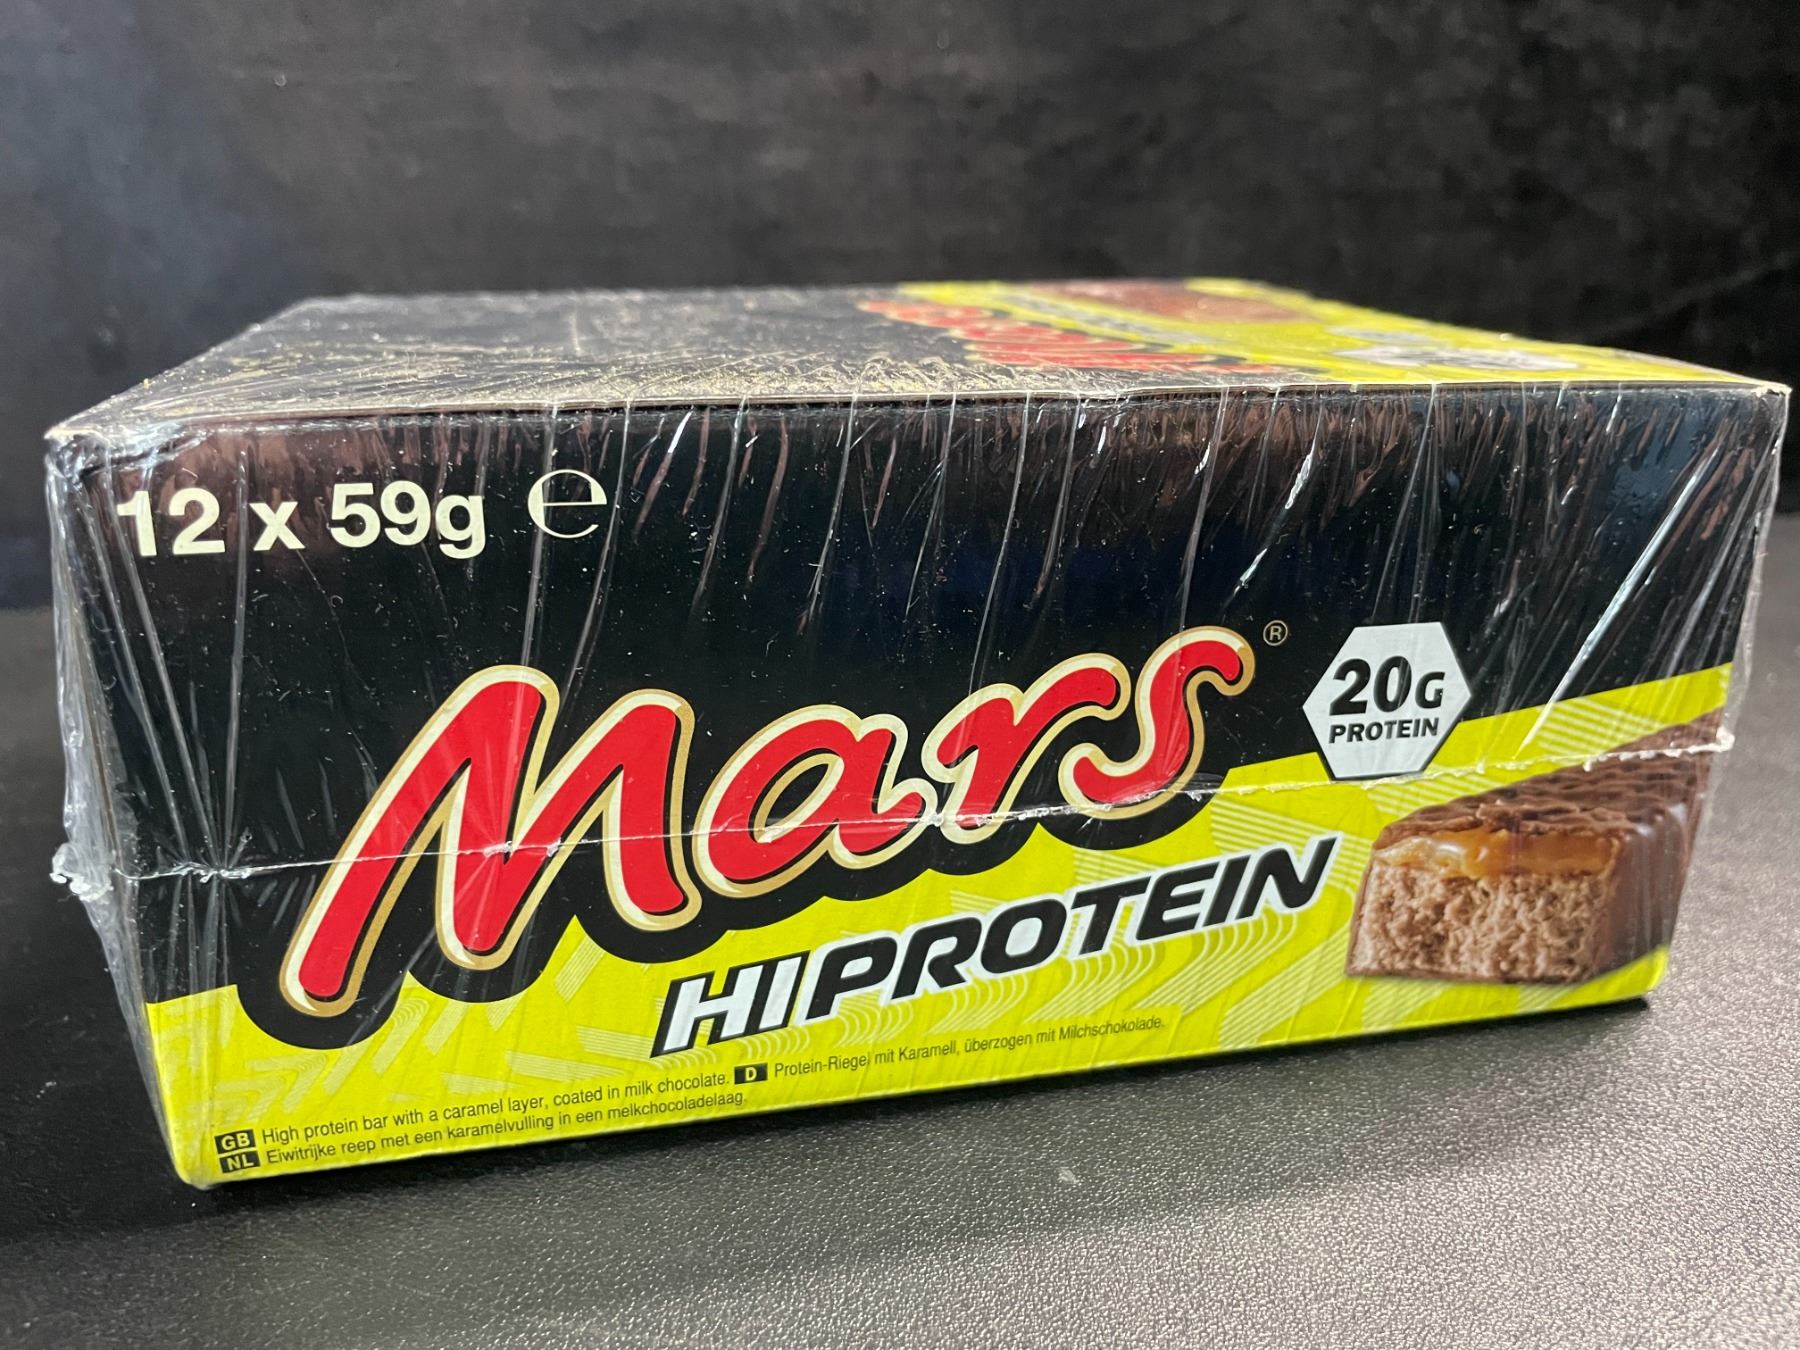 12 x 59g ℮
Mars®
20G
PROTEIN
HIPROTEIN
GB High protein bar with a caramel layer, coated in milk chocolate. D Protein-Riegel mit Karamell, überzogen mit Milchschokolade.
NL Eiwitrijke reep met een karamelvulling in een melkchocoladelaag.